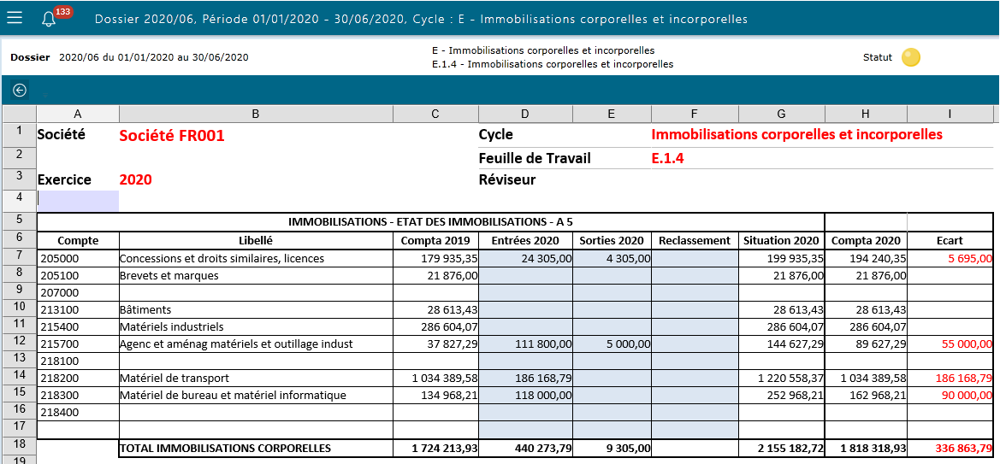 133
Dossier 2020/06, Période 01/01/2020 - 30/06/2020, Cycle : E - Immobilisations corporelles et incorporelles
Dossier 2020/06 du 01/01/2020 au 30/06/2020
E - Immobilisations corporelles et incorporelles
E.1.4 - Immobilisations corporelles et incorporelles
Statut
A B C D E F G H I
1 Société Société FR001 Cycle Immobilisations corporelles et incorporelles
2 Feuille de Travail E.1.4
3 Exercice 2020 Réviseur
4
5 IMMOBILISATIONS - ETAT DES IMMOBILISATIONS - A 5
6 Compte Libellé Compta 2019 Entrées 2020 Sorties 2020 Reclassement Situation 2020 Compta 2020 Ecart
7 205000 Concessions et droits similaires, licences 179 935,35 24 305,00 4 305,00 199 935,35 194 240,35 5 695,00
8 205100 Brevets et marques 21 876,00 21 876,00 21 876,00
9 207000
10 213100 Bâtiments 28 613,43 28 613,43 28 613,43
11 215400 Matériels industriels 286 604,07 286 604,07 286 604,07
12 215700 Agenc et aménag matériels et outillage indust 37 827,29 111 800,00 5 000,00 144 627,29 89 627,29 55 000,00
13 218100
14 218200 Matériel de transport 1 034 389,58 186 168,79 1 220 558,37 1 034 389,58 186 168,79
15 218300 Matériel de bureau et matériel informatique 134 968,21 118 000,00 252 968,21 162 968,21 90 000,00
16 218400
17
18 TOTAL IMMOBILISATIONS CORPORELLES 1 724 213,93 440 273,79 9 305,00 2 155 182,72 1 818 318,93 336 863,79
19